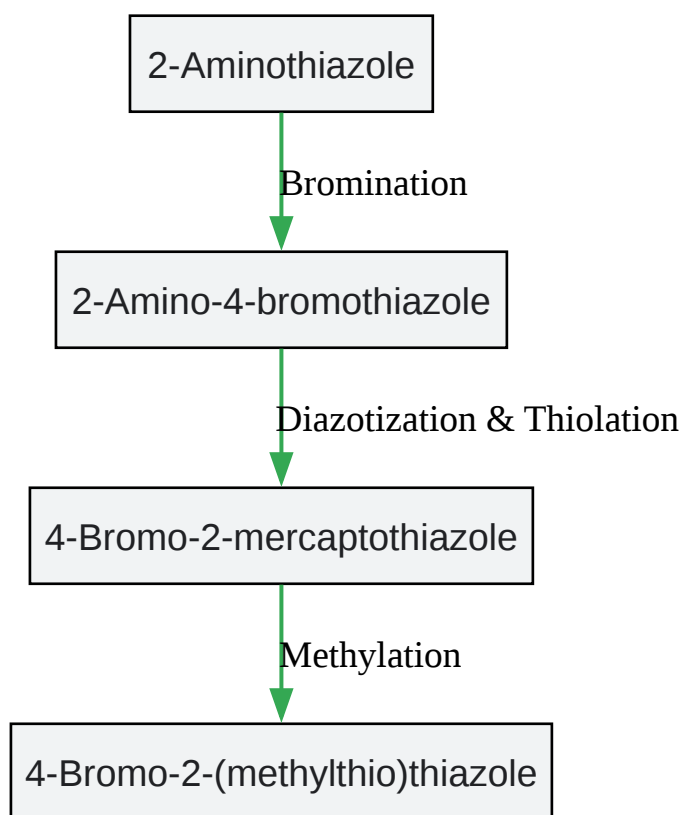 2-Aminothiazole
Bromination
2-Amino-4-bromothiazole
Diazotization & Thiolation
4-Bromo-2-mercaptothiazole
Methylation
4-Bromo-2-(methylthio)thiazole